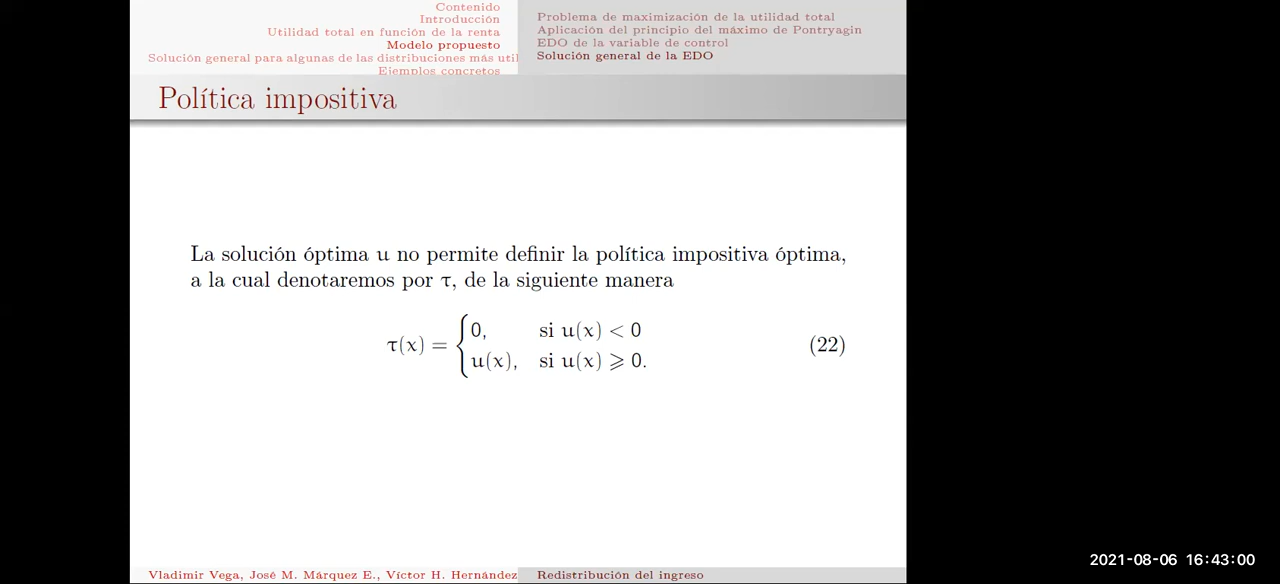 Contenido
Introducción
Utilidad total en función de la renta
Modelo propuesto
Solución general para algunas de las distribuciones más util
Ejemplos concretos
Problema de maximización de la utilidad total
Aplicación del principio del máximo de Pontryagin
EDO de la variable de control
Solución general de la EDO
Política impositiva
La solución óptima u no permite definir la política impositiva óptima,
a la cual denotaremos por τ, de la siguiente manera
τ(x) = {0, si u(x) < 0
u(x), si u(x) ⩾ 0.
(22)
Vladimir Vega, José M. Márquez E., Víctor H. Hernández
Redistribución del ingreso
2021-08-06 16:43:00